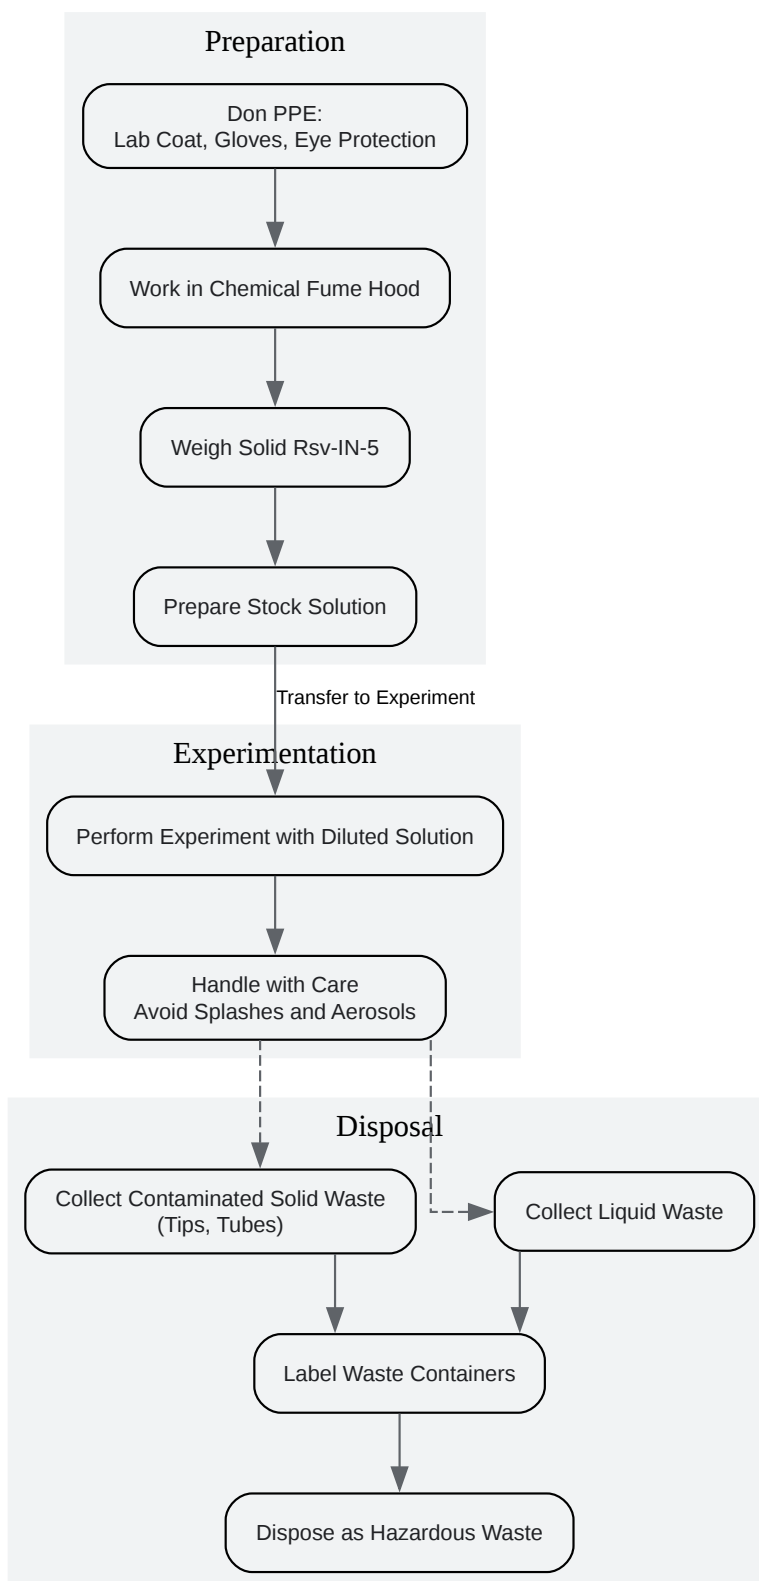 Preparation
Don PPE:
Lab Coat, Gloves, Eye Protection
Work in Chemical Fume Hood
Weigh Solid Rsv-IN-5
Prepare Stock Solution
Transfer to Experiment
Experimentation
Perform Experiment with Diluted Solution
Handle with Care
Avoid Splashes and Aerosols
Disposal
Collect Contaminated Solid Waste
(Tips, Tubes)
Collect Liquid Waste
Label Waste Containers
Dispose as Hazardous Waste